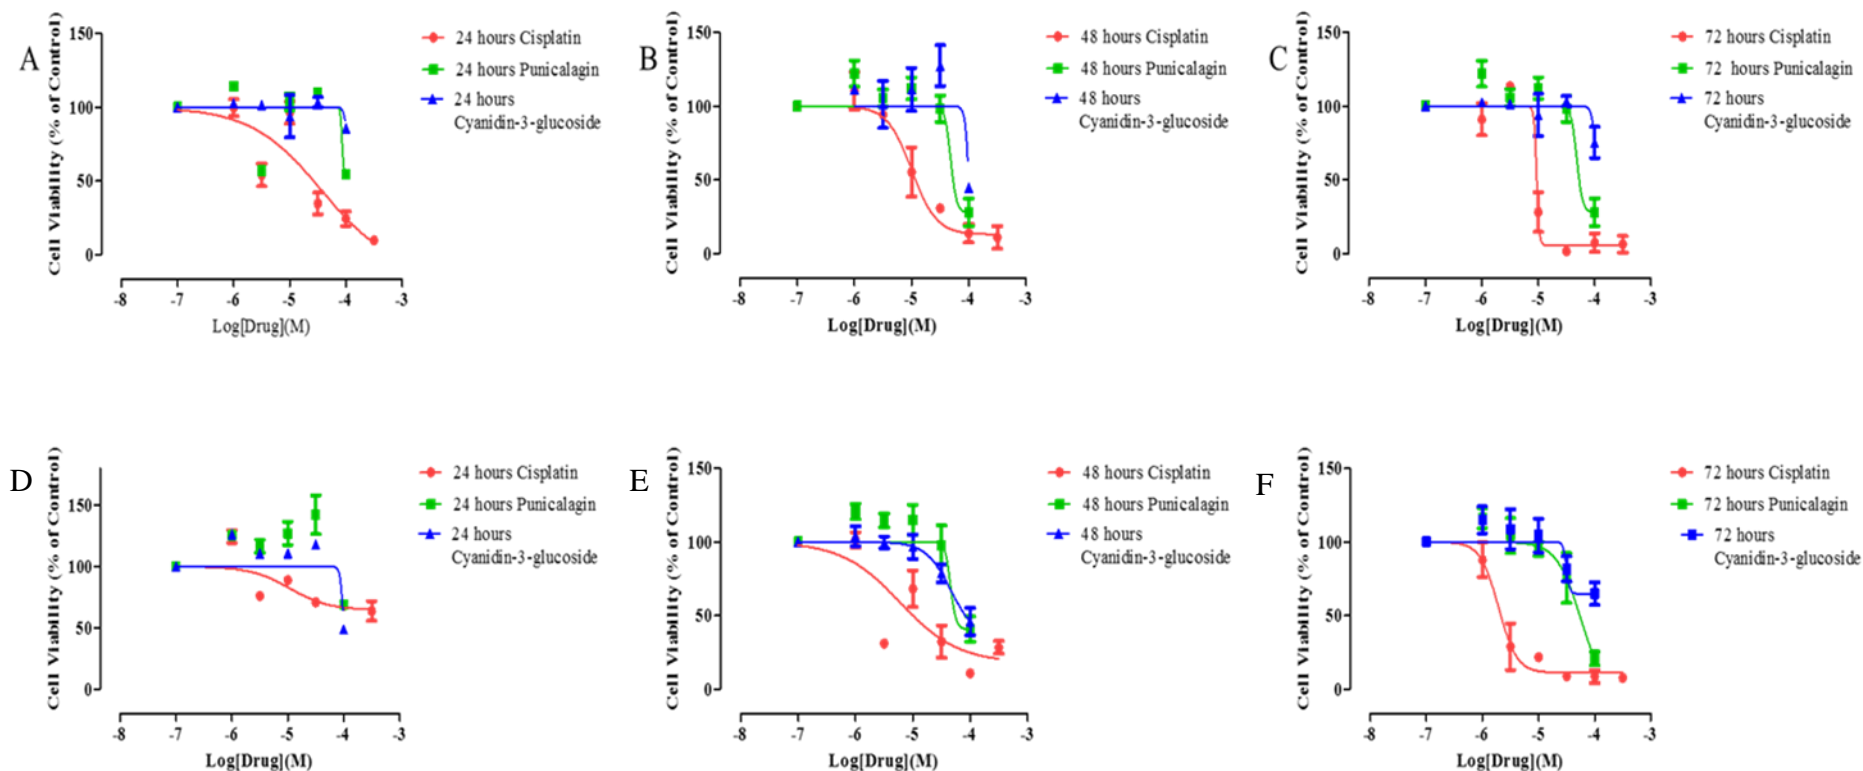 A
Cell Viability (% of Control)
150
100
50
0
-8 -7 -6 -5 -4 -3
Log[Drug](M)
24 hours Cisplatin
24 hours Punicalagin
24 hours
Cyanidin-3-glucoside
B
Cell Viability (% of Control)
150
100
50
0
-8 -7 -6 -5 -4 -3
Log[Drug](M)
48 hours Cisplatin
48 hours Punicalagin
48 hours
Cyanidin-3-glucoside
C
Cell Viability (% of Control)
150
100
50
0
-8 -7 -6 -5 -4 -3
Log[Drug](M)
72 hours Cisplatin
72 hours Punicalagin
72 hours
Cyanidin-3-glucoside
D
Cell Viability (% of Control)
150
100
50
0
-8 -7 -6 -5 -4 -3
Log[Drug](M)
24 hours Cisplatin
24 hours Punicalagin
24 hours
Cyanidin-3-glucoside
E
Cell Viability (% of Control)
150
100
50
0
-8 -7 -6 -5 -4 -3
Log[Drug](M)
48 hours Cisplatin
48 hours Punicalagin
48 hours
Cyanidin-3-glucoside
F
Cell Viability (% of Control)
150
100
50
0
-8 -7 -6 -5 -4 -3
Log[Drug](M)
72 hours Cisplatin
72 hours Punicalagin
72 hours
Cyanidin-3-glucoside